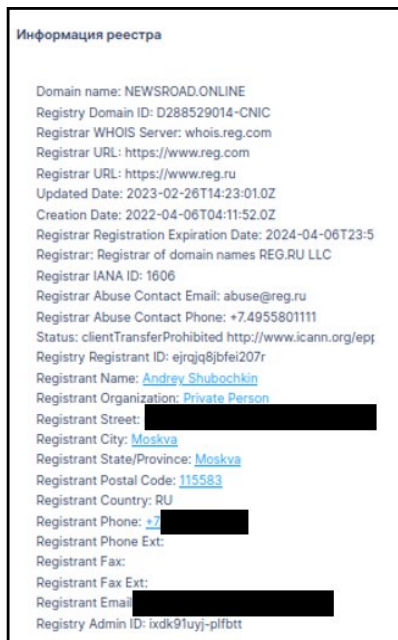 Информация реестра
Domain name: NEWSROAD.ONLINE
Registry Domain ID: D288529014-CNIC
Registrar WHOIS Server: whois.reg.com
Registrar URL: https://www.reg.com
Registrar URL: https://www.reg.ru
Updated Date: 2023-02-26T14:23:01.0Z
Creation Date: 2022-04-06T04:11:52.0Z
Registrar Registration Expiration Date: 2024-04-06T23:5
Registrar: Registrar of domain names REG.RU LLC
Registrar IANA ID: 1606
Registrar Abuse Contact Email: abuse@reg.ru
Registrar Abuse Contact Phone: +7.4955801111
Status: clientTransferProhibited http://www.icann.org/epp
Registry Registrant ID: ejrqjq8jbfei207r
Registrant Name: Andrey Shubochkin
Registrant Organization: Private Person
Registrant Street:
Registrant City: Moskva
Registrant State/Province: Moskva
Registrant Postal Code: 115583
Registrant Country: RU
Registrant Phone: +7
Registrant Phone Ext:
Registrant Fax:
Registrant Fax Ext:
Registrant Email
Registry Admin ID: ixdk91uyj-plfbtt